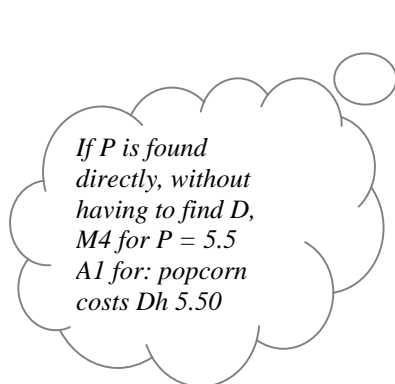 If P is found
directly, without
having to find D,
M4 for P = 5.5
A1 for: popcorn
costs Dh 5.50